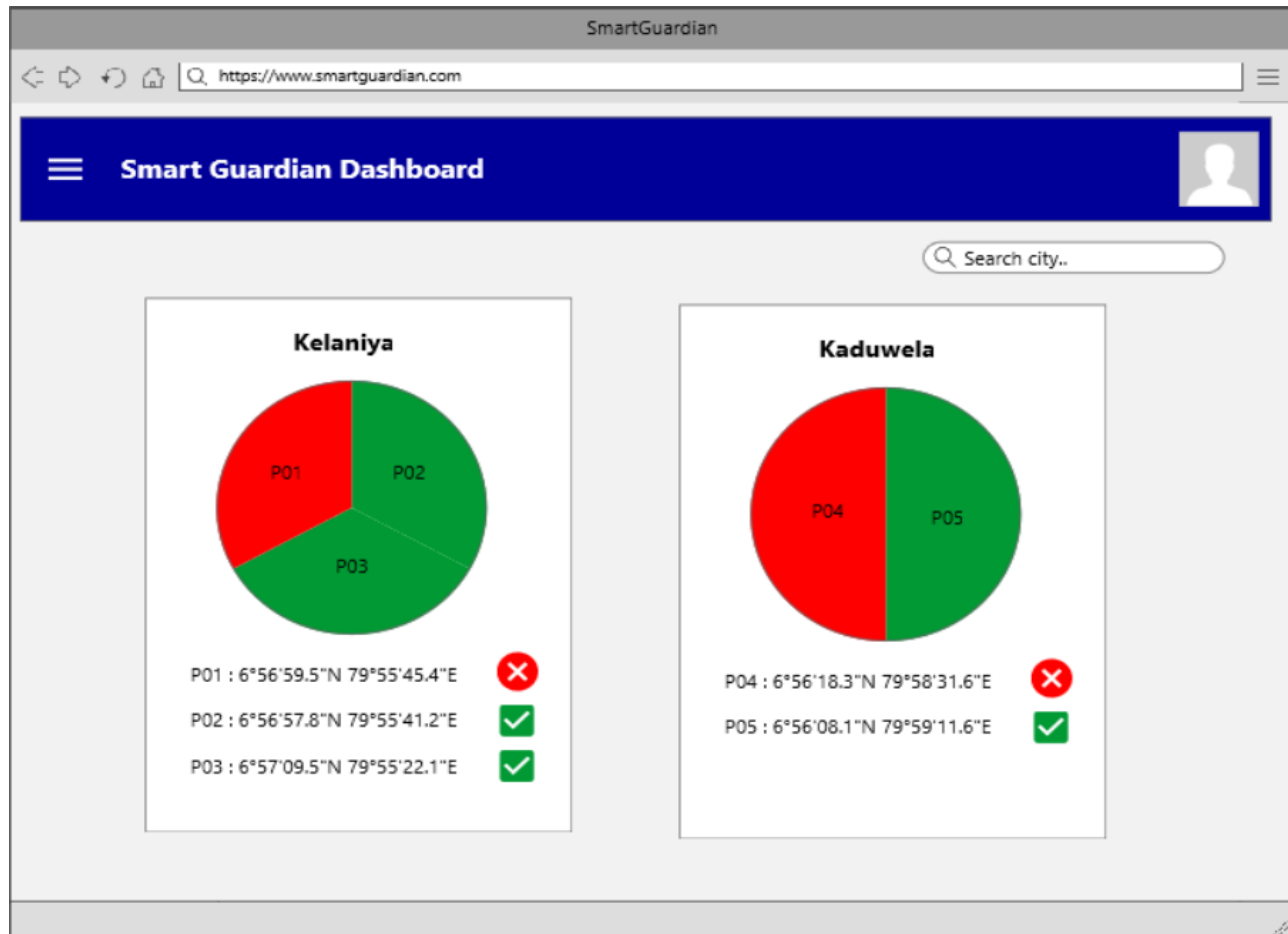 SmartGuardian
https://www.smartguardian.com
Smart Guardian Dashboard
Search city..
Kelaniya
P01
P02
P03
P01 : 6°56'59.5"N 79°55'45.4"E
P02 : 6°56'57.8"N 79°55'41.2"E
P03 : 6°57'09.5"N 79°55'22.1"E
Kaduwela
P04
P05
P04 : 6°56'18.3"N 79°58'31.6"E
P05 : 6°56'08.1"N 79°59'11.6"E